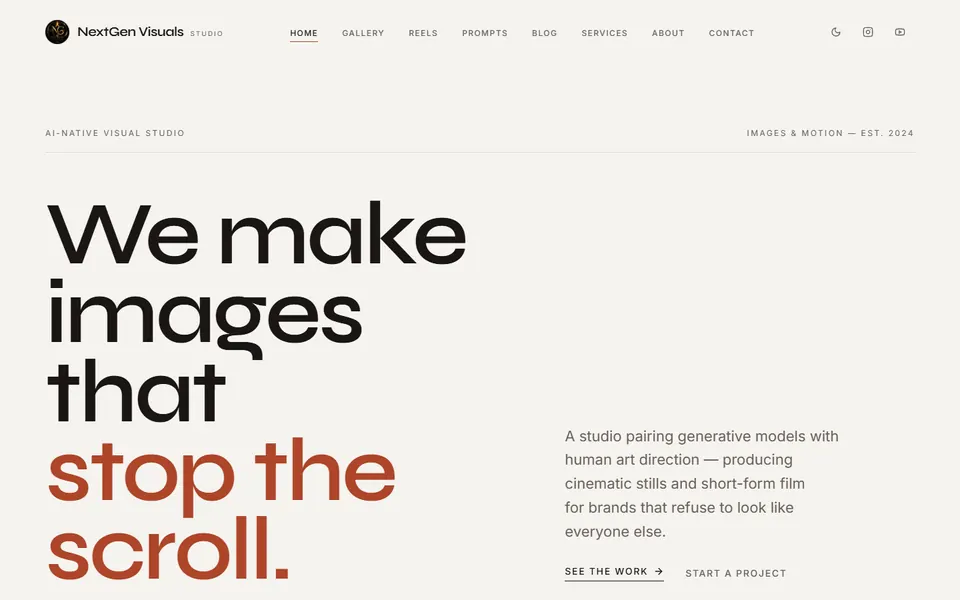 NextGen Visuals STUDIO
HOME GALLERY REELS PROMPTS BLOG SERVICES ABOUT CONTACT
AI-NATIVE VISUAL STUDIO
IMAGES & MOTION — EST. 2024
We make
images
that
stop the
scroll.
A studio pairing generative models with
human art direction — producing
cinematic stills and short-form film
for brands that refuse to look like
everyone else.
SEE THE WORK →
START A PROJECT